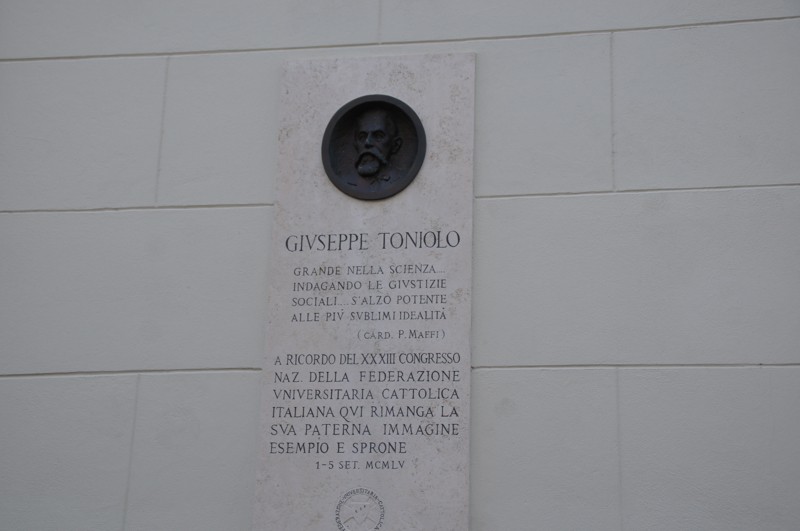 GIVSEPPE TONIOLO
GRANDE NELLA SCIENZA...
INDAGANDO LE GIVSTIZIE
SOCIALI... S'ALZÒ POTENTE
ALLE PIÙ SVBLIMI IDEALITÀ
(CARD. P. MAFFI)
A RICORDO DEL XXXIII CONGRESSO
NAZ. DELLA FEDERAZIONE
VNIVERSITARIA CATTOLICA
ITALIANA QVI RIMANGA LA
SVA PATERNA IMMAGINE
ESEMPIO E SPRONE
1-5 SET. MCMLV